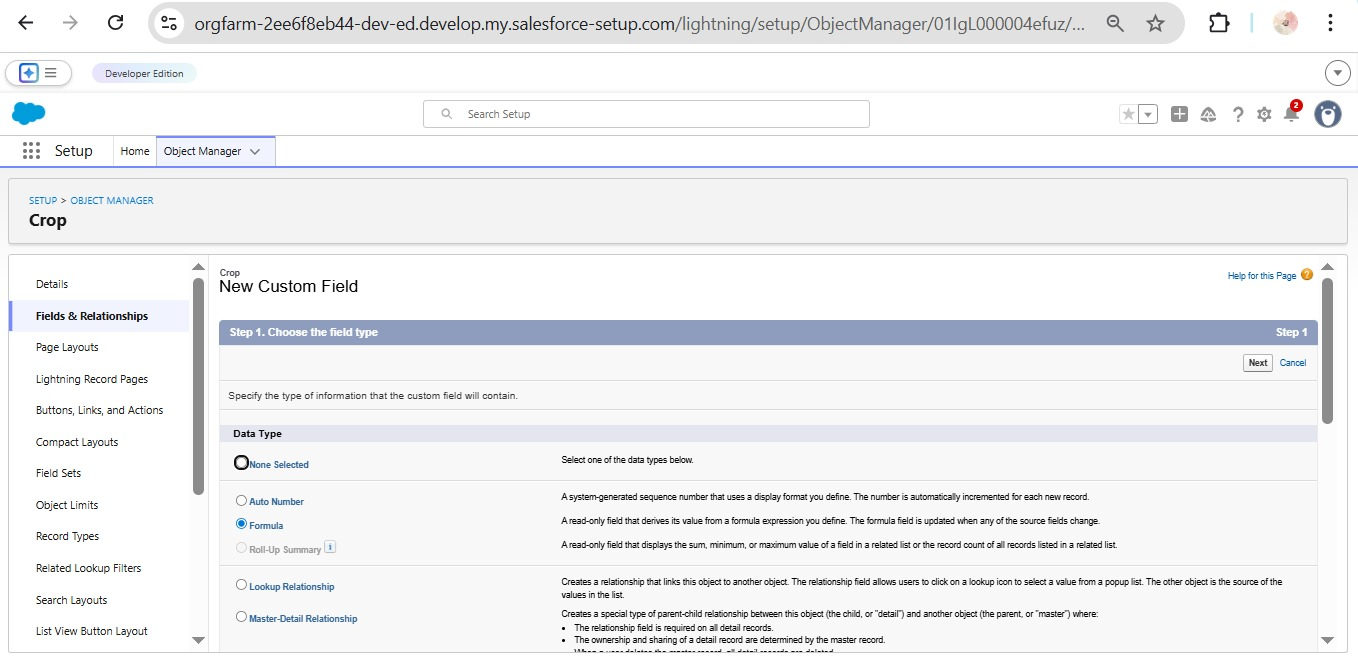 orgfarm-2ee6f8eb44-dev-ed.develop.my.salesforce-setup.com/lightning/setup/ObjectManager/01IgL000004efuz/...
Developer Edition
Search Setup
2
Setup
Home
Object Manager
SETUP > OBJECT MANAGER
Crop
Details
Fields & Relationships
Page Layouts
Lightning Record Pages
Buttons, Links, and Actions
Compact Layouts
Field Sets
Object Limits
Record Types
Related Lookup Filters
Search Layouts
List View Button Layout
Crop
New Custom Field
Help for this Page ?
Step 1. Choose the field type Step 1
Next Cancel
Specify the type of information that the custom field will contain.
Data Type
None Selected Select one of the data types below.
Auto Number A system-generated sequence number that uses a display format you define. The number is automatically incremented for each new record.
Formula A read-only field that derives its value from a formula expression you define. The formula field is updated when any of the source fields change.
Roll-Up Summary i A read-only field that displays the sum, minimum, or maximum value of a field in a related list or the record count of all records listed in a related list.
Lookup Relationship Creates a relationship that links this object to another object. The relationship field allows users to click on a lookup icon to select a value from a popup list. The other object is the source of the
values in the list.
Master-Detail Relationship Creates a special type of parent-child relationship between this object (the child, or "detail") and another object (the parent, or "master") where:
• The relationship field is required on all detail records.
• The ownership and sharing of a detail record are determined by the master record.
• When a user deletes the master record, all detail records are deleted.